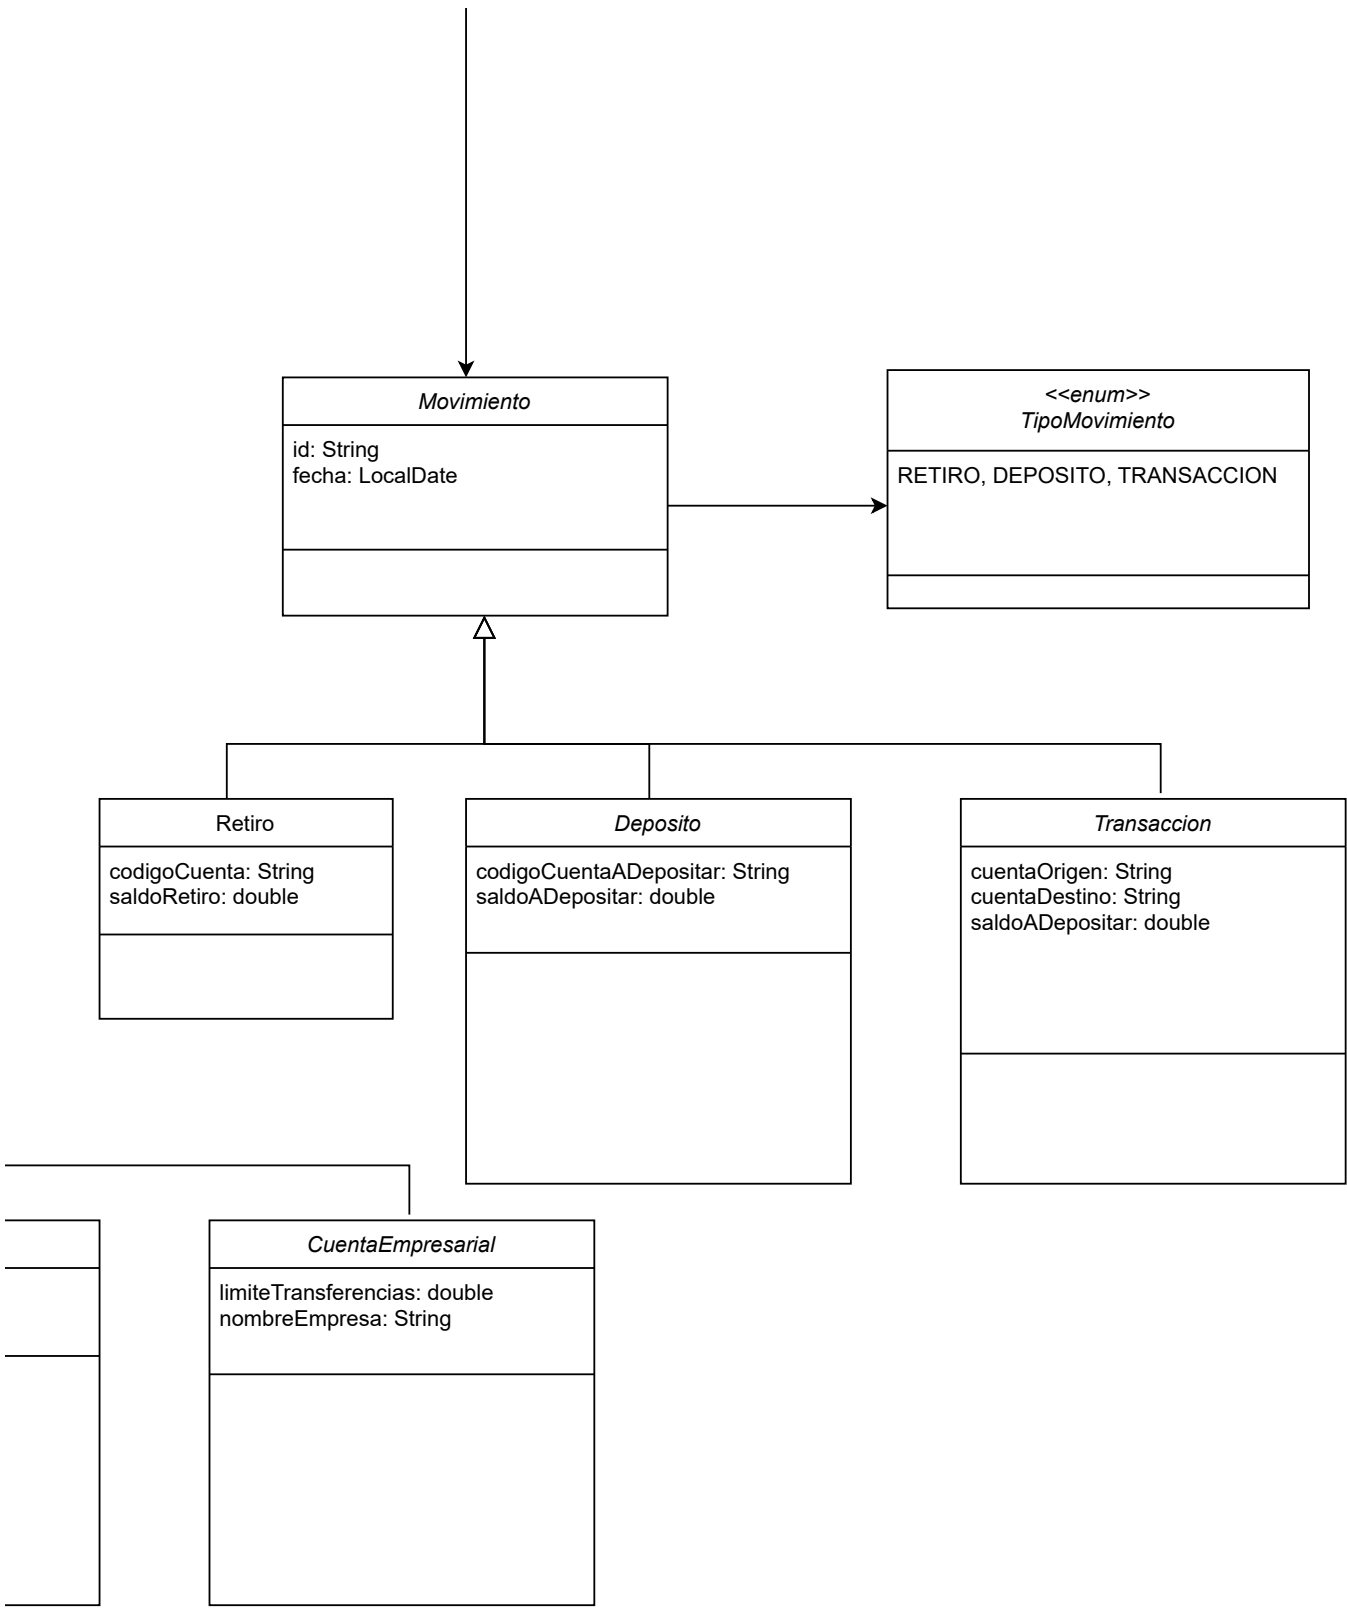 Movimiento
id: String
fecha: LocalDate
<<enum>>
TipoMovimiento
RETIRO, DEPOSITO, TRANSACCION
Retiro
codigoCuenta: String
saldoRetiro: double
Deposito
codigoCuentaADepositar: String
saldoADepositar: double
Transaccion
cuentaOrigen: String
cuentaDestino: String
saldoADepositar: double
CuentaEmpresarial
limiteTransferencias: double
nombreEmpresa: String